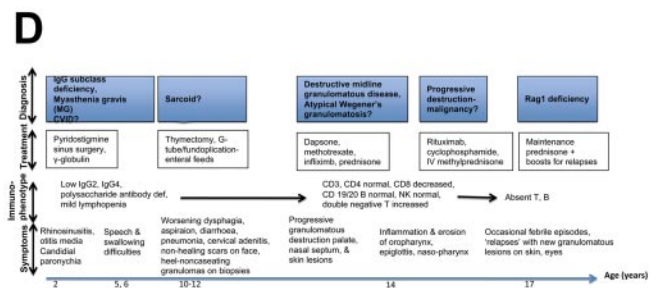 D
Diagnosis
IgG subclass
deficiency,
Myasthenia gravis
(MG)
CVID?
Sarcoid?
Destructive midline
granulomatous disease,
Atypical Wegener's
granulomatosis?
Progressive
destruction-
malignancy?
Rag1 deficiency
Treatment
Pyridostigmine
sinus surgery,
γ-globulin
Thymectomy, G-
tube/fundoplication-
enteral feeds
Dapsone,
methotrexate,
infliximib, prednisone
Rituximab,
cyclophosphamide,
IV methylprednisone
Maintenance
prednisone +
boosts for relapses
Immuno-
phenotype
Low IgG2, IgG4,
polysaccharide antibody def,
mild lymphopenia
CD3, CD4 normal, CD8 decreased,
CD 19/20 B normal, NK normal,
double negative T increased
Absent T, B
Symptoms
Rhinosinusitis,
otitis media
Candidal
paronychia
Speech &
swallowing
difficulties
Worsening dysphagia,
aspiraion, diarrhoea,
pneumonia, cervical adenitis,
non-healing scars on face,
heel-noncaseating
granulomas on biopsies
Progressive
granulomatous
destruction palate,
nasal septum, &
skin lesions
Inflammation & erosion
of oropharynx,
epiglottis, naso-pharynx
Occasional febrile episodes,
'relapses' with new granulomatous
lesions on skin, eyes
Age (years)
2 5, 6 10-12 14 17